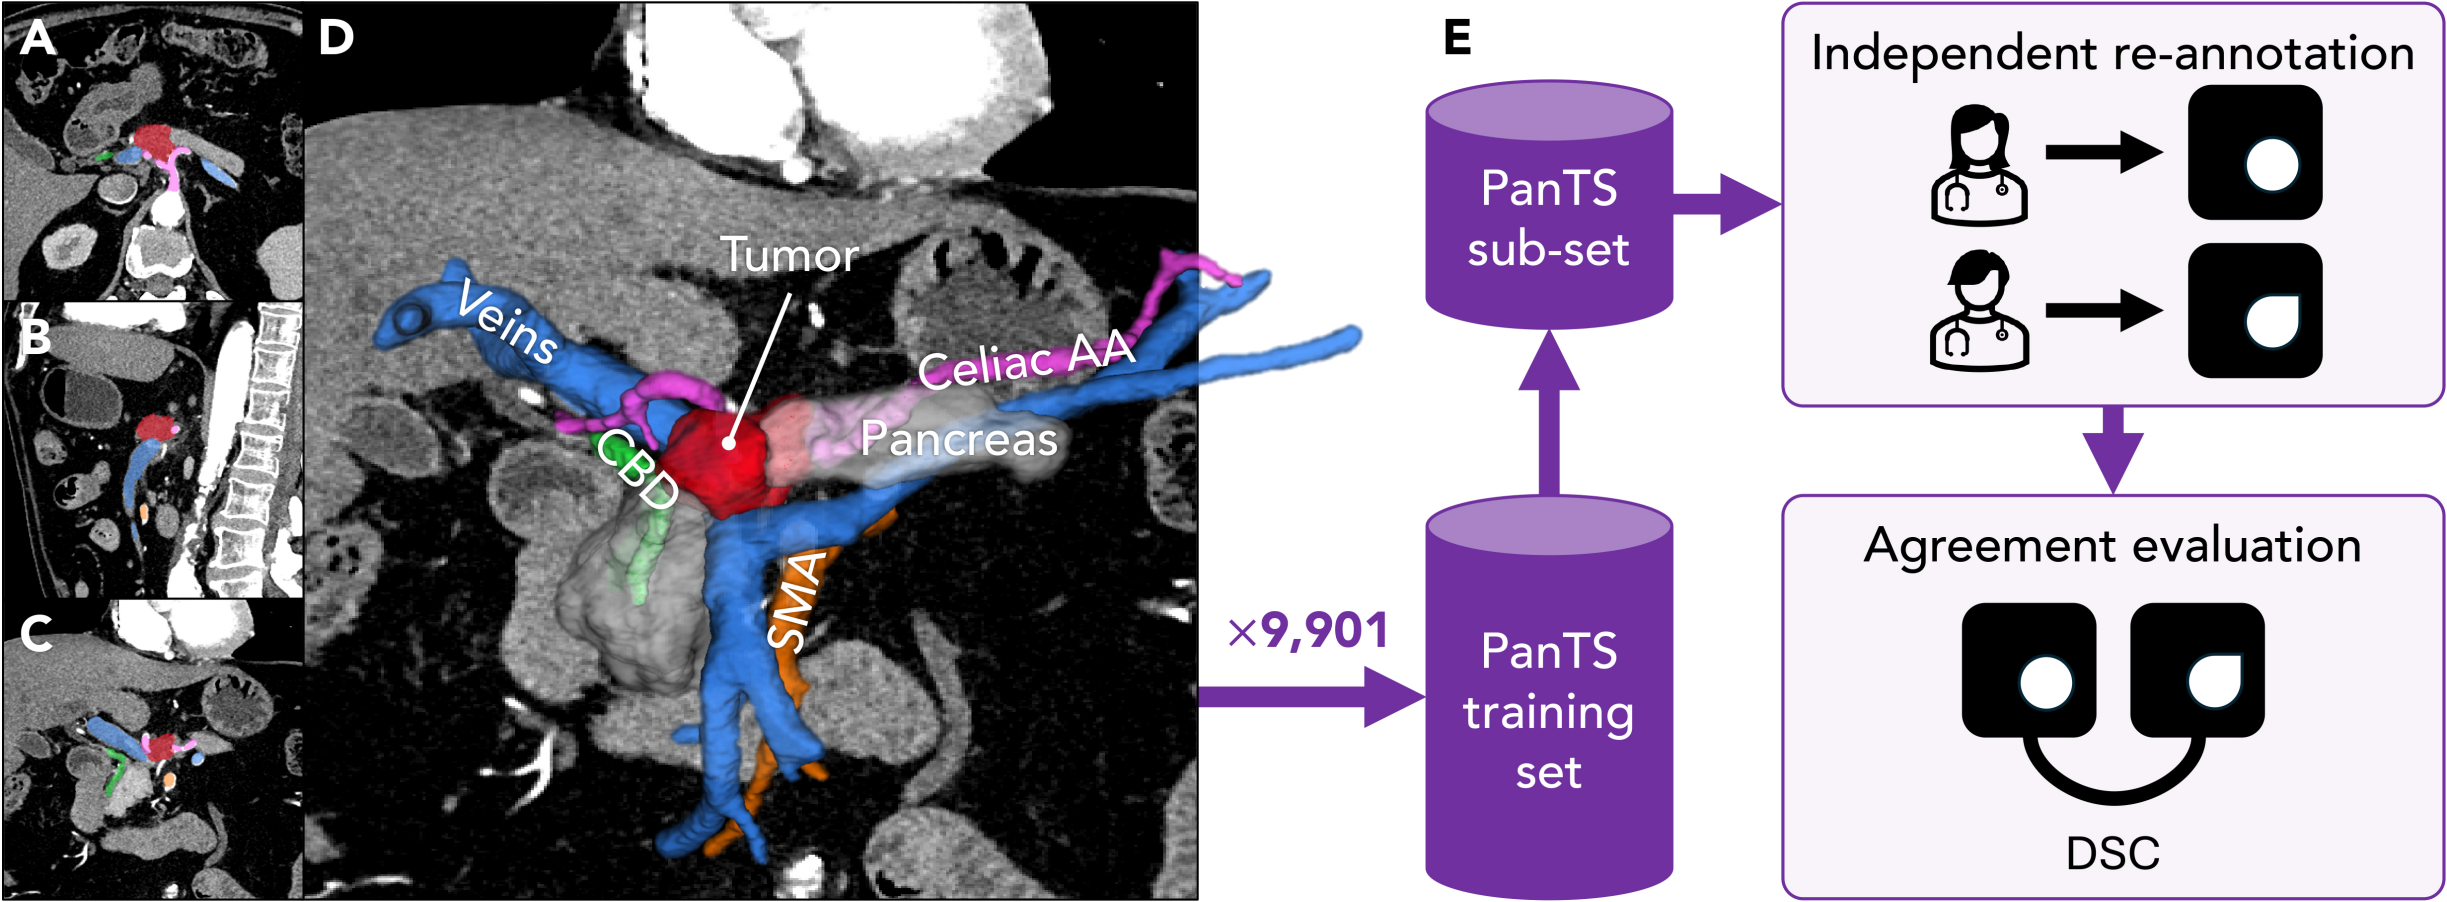 A
B
C
D
Tumor
Veins
Celiac AA
Pancreas
CBD
SMA
E
×9,901
PanTS
training
set
PanTS
sub-set
Independent re-annotation
Agreement evaluation
DSC